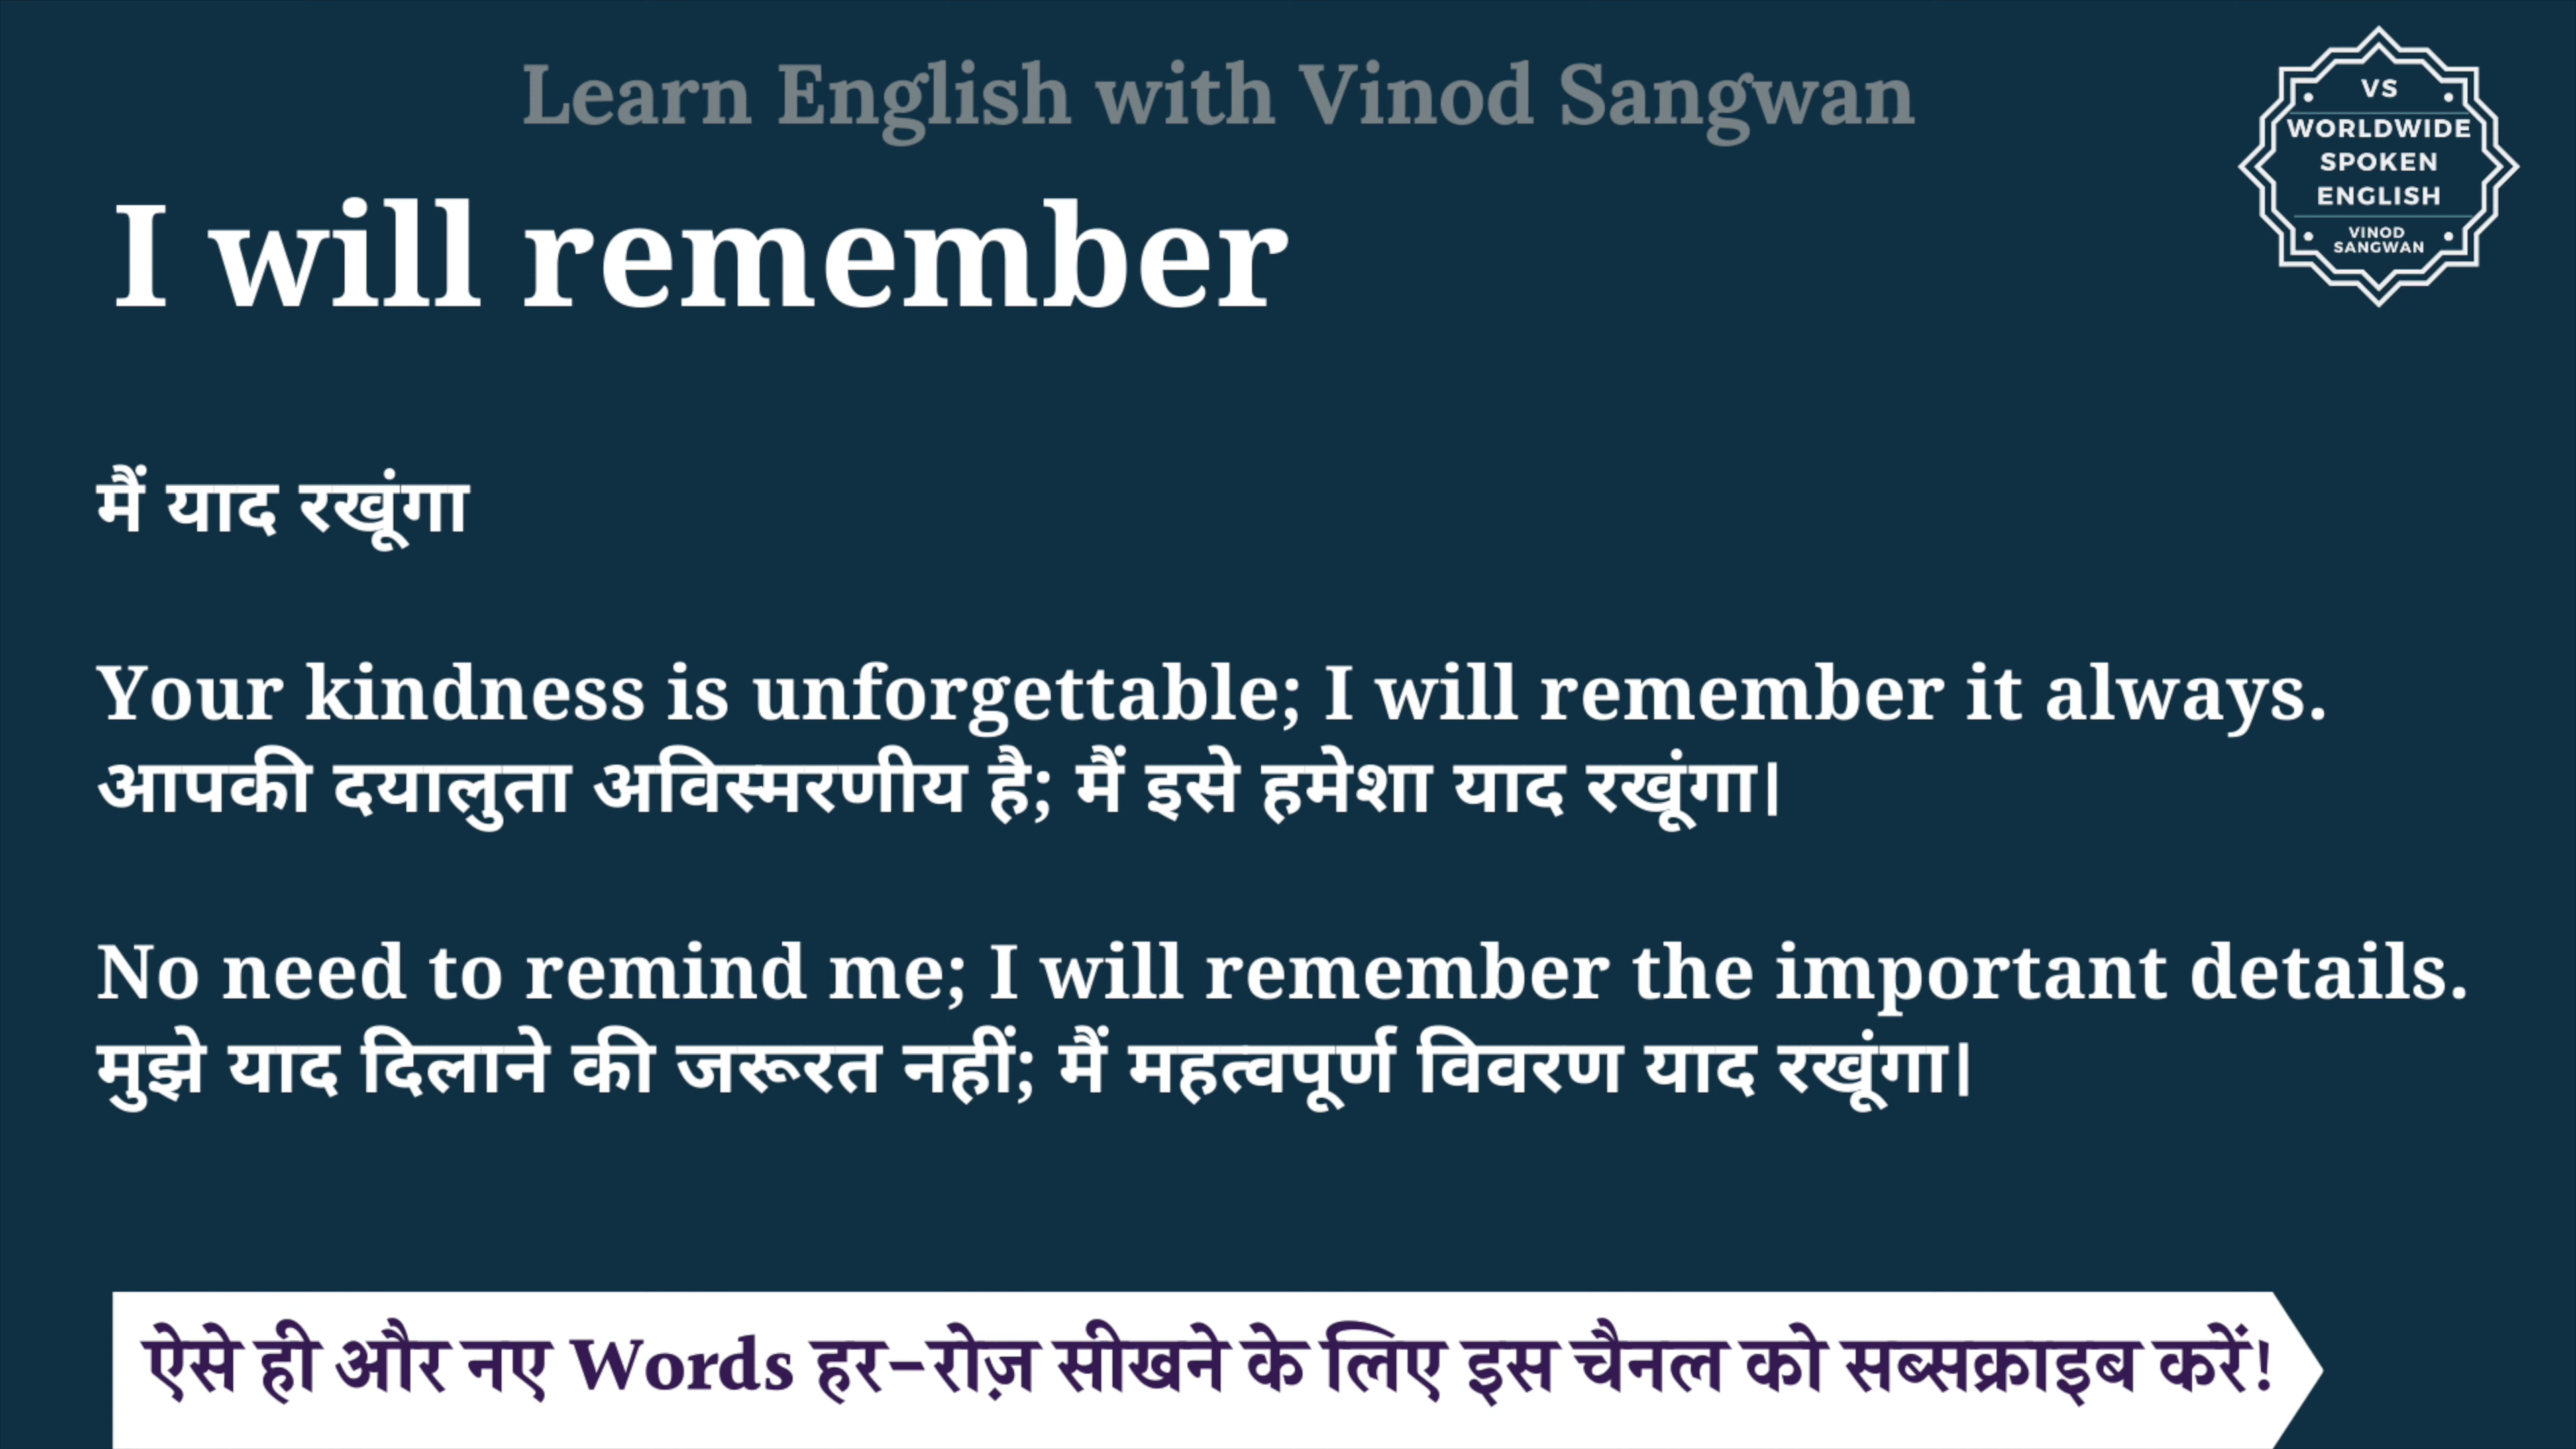 Learn English with Vinod Sangwan
VS
WORLDWIDE
SPOKEN
ENGLISH
VINOD
SANGWAN
I will remember
मैं याद रखूंगा
Your kindness is unforgettable; I will remember it always.
आपकी दयालुता अविस्मरणीय है; मैं इसे हमेशा याद रखूंगा।
No need to remind me; I will remember the important details.
मुझे याद दिलाने की जरूरत नहीं; मैं महत्वपूर्ण विवरण याद रखूंगा।
ऐसे ही और नए Words हर-रोज़ सीखने के लिए इस चैनल को सब्सक्राइब करें!